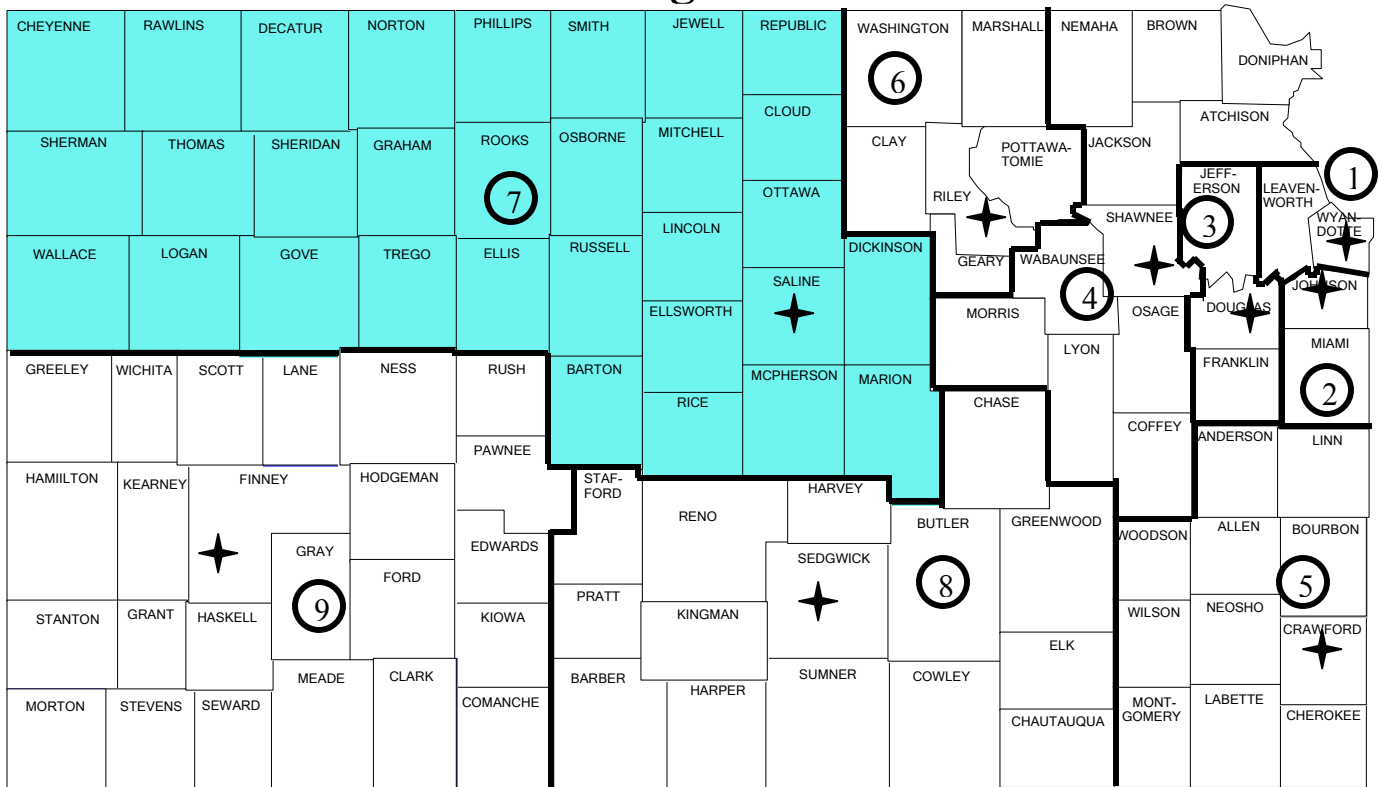 g
CHEYENNE
RAWLINS
DECATUR
NORTON
PHILLIPS
SMITH
JEWELL
REPUBLIC
WASHINGTON
MARSHALL
NEMAHA
BROWN
DONIPHAN
6
CLOUD
ATCHISON
SHERMAN
THOMAS
SHERIDAN
GRAHAM
ROOKS
OSBORNE
MITCHELL
CLAY
POTTAWA-
TOMIE
JACKSON
1
7
OTTAWA
RILEY
JEFF-
ERSON
LEAVEN-
WORTH
3
SHAWNEE
WYAN-
DOTTE
LINCOLN
WALLACE
LOGAN
GOVE
TREGO
ELLIS
RUSSELL
DICKINSON
GEARY
WABAUNSEE
SALINE
4
JOHNSON
ELLSWORTH
MORRIS
OSAGE
DOUGLAS
GREELEY
WICHITA
SCOTT
LANE
NESS
RUSH
BARTON
MCPHERSON
MARION
LYON
FRANKLIN
MIAMI
2
RICE
CHASE
COFFEY
ANDERSON
LINN
PAWNEE
HAMIILTON
KEARNEY
FINNEY
HODGEMAN
STAF-
FORD
HARVEY
RENO
BUTLER
GREENWOOD
WOODSON
ALLEN
BOURBON
GRAY
EDWARDS
SEDGWICK
8
5
FORD
9
PRATT
STANTON
GRANT
HASKELL
KIOWA
KINGMAN
WILSON
NEOSHO
CRAWFORD
ELK
MEADE
CLARK
BARBER
HARPER
SUMNER
COWLEY
MORTON
STEVENS
SEWARD
COMANCHE
CHAUTAUQUA
MONT-
GOMERY
LABETTE
CHEROKEE